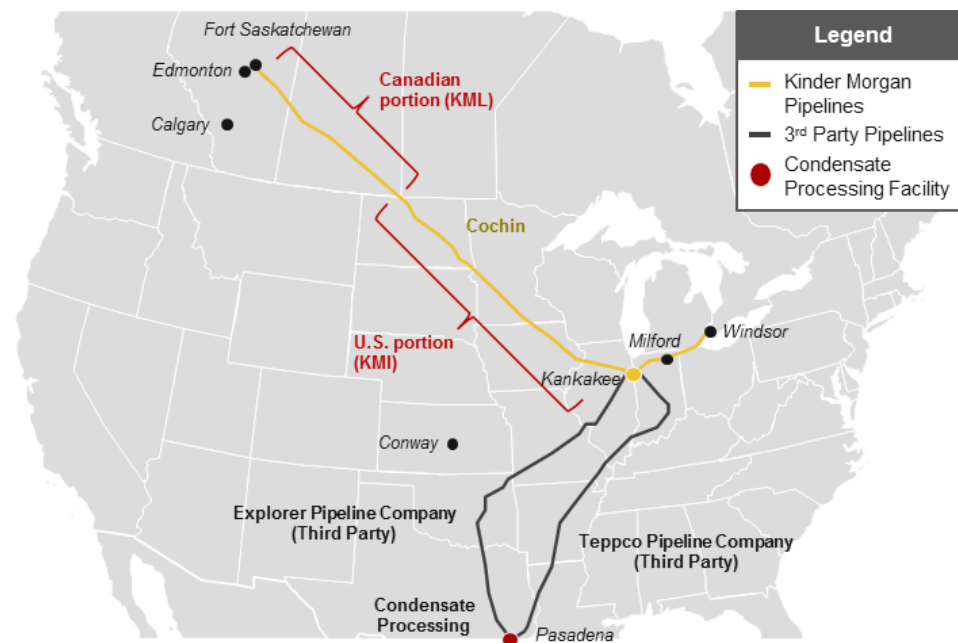 Fort Saskatchewan
Edmonton
Calgary
Canadian
portion (KML)
Legend
Kinder Morgan
Pipelines
3rd Party Pipelines
Condensate
Processing Facility
Cochin
U.S. portion
(KMI)
Windsor
Milford
Kankakee
Conway
Explorer Pipeline Company
(Third Party)
Teppco Pipeline Company
(Third Party)
Condensate
Processing
Pasadena